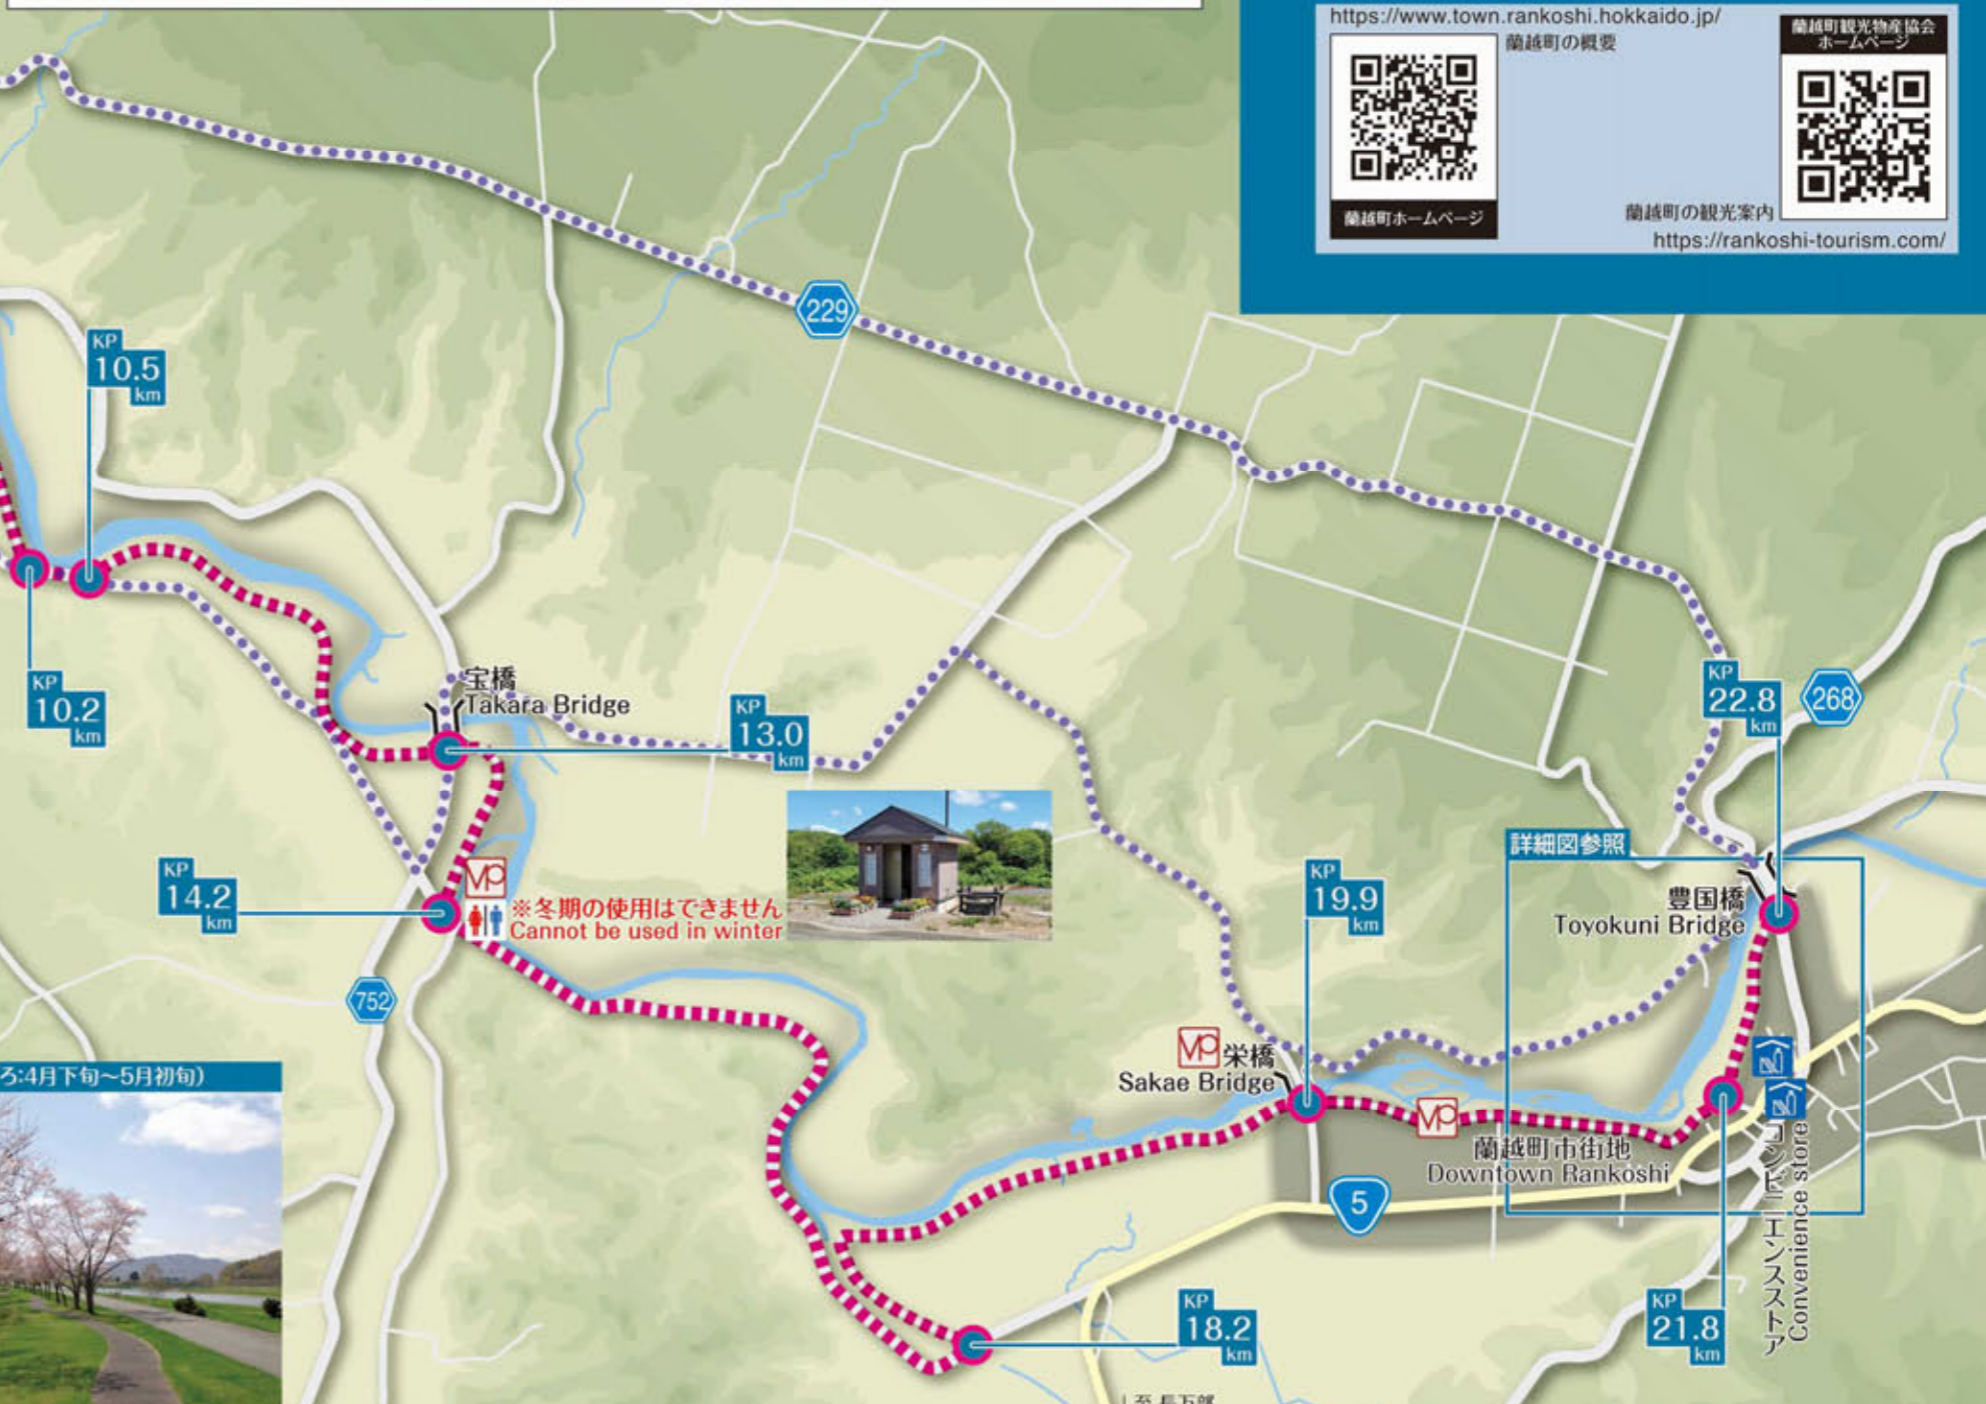 https://www.town.rankoshi.hokkaido.jp/
蘭越町の概要
蘭越町ホームページ
蘭越町観光物産協会
ホームページ
蘭越町の観光案内
https://rankoshi-tourism.com/
229
KP
10.5
km
KP
10.2
km
宝橋
Takara Bridge
KP
13.0
km
KP
22.8
km
268
詳細図参照
豊国橋
Toyokuni Bridge
KP
14.2
km
VP
※冬期の使用はできません
Cannot be used in winter
KP
19.9
km
752
VP
栄橋
Sakae Bridge
VP
蘭越町市街地
Downtown Rankoshi
コンビニエンスストア
Convenience store
5
ろ:4月下旬～5月初旬)
KP
18.2
km
KP
21.8
km